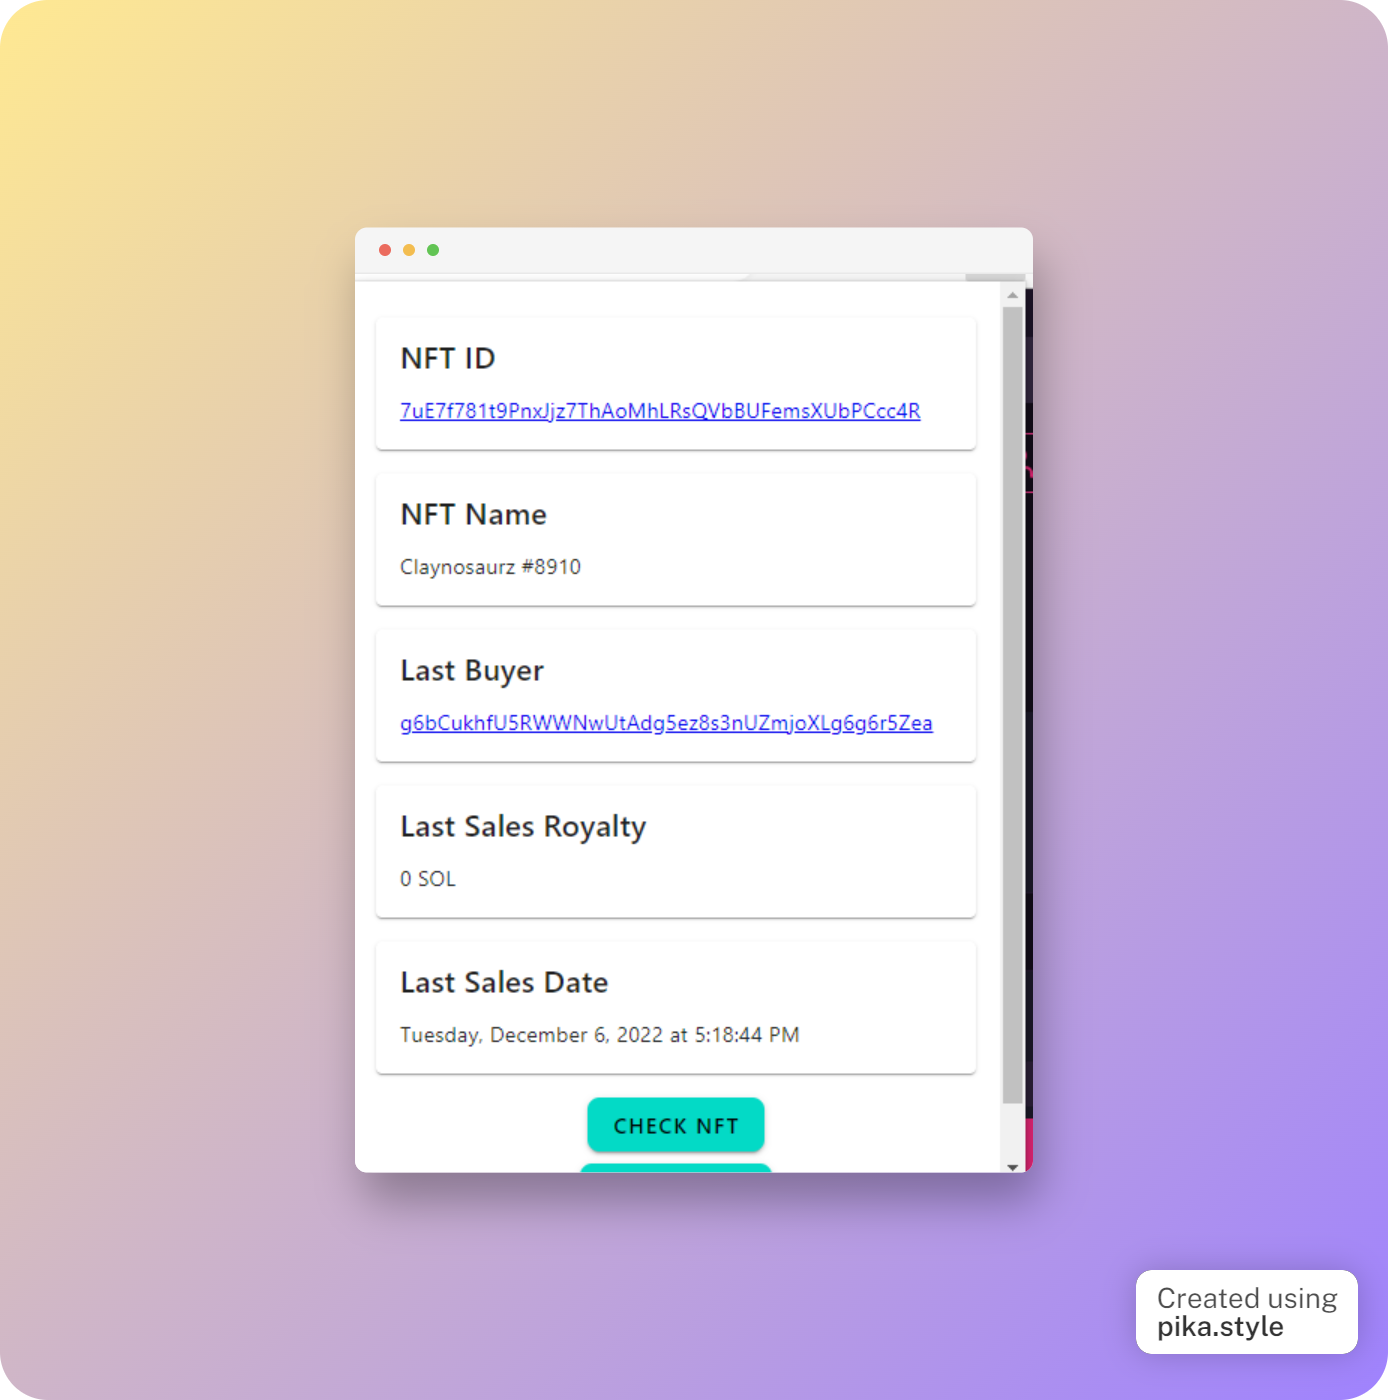 NFT ID
7uE7f781t9PnxJjz7ThAoMhLRsQVbBUFemsXUbPCcc4R
NFT Name
Claynosaurz #8910
Last Buyer
g6bCukhfU5RWWNwUtAdg5ez8s3nUZmjoXLg6g6r5Zea
Last Sales Royalty
0 SOL
Last Sales Date
Tuesday, December 6, 2022 at 5:18:44 PM
CHECK NFT
Created using
pika.style